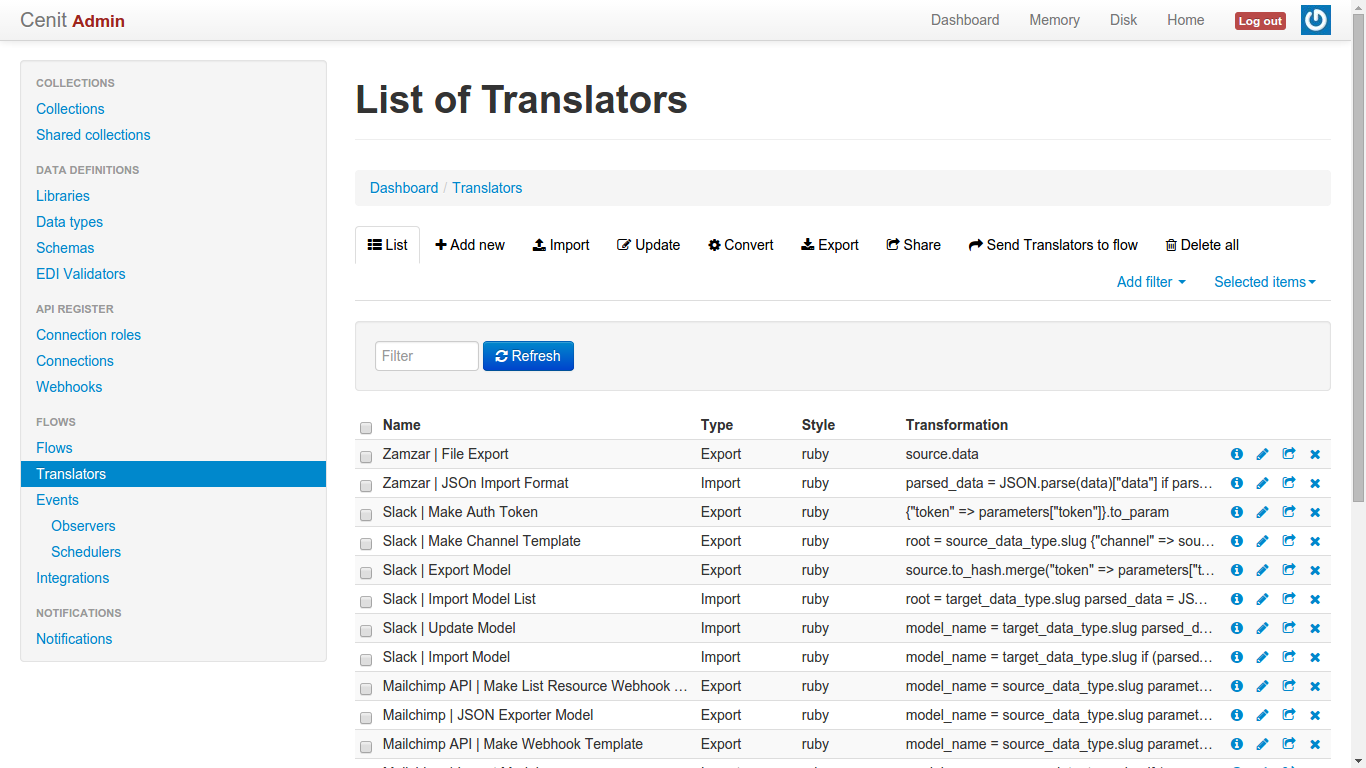 Cenit Admin
Dashboard Memory Disk Home Log out
COLLECTIONS
Collections
Shared collections
DATA DEFINITIONS
Libraries
Data types
Schemas
EDI Validators
API REGISTER
Connection roles
Connections
Webhooks
FLOWS
Flows
Translators
Events
Observers
Schedulers
Integrations
NOTIFICATIONS
Notifications
List of Translators
Dashboard / Translators
List Add new Import Update Convert Export Share Send Translators to flow Delete all
Add filter Selected items
Filter Refresh
Name Type Style Transformation
Zamzar | File Export Export ruby source.data
Zamzar | JSOn Import Format Import ruby parsed_data = JSON.parse(data)["data"] if pars…
Slack | Make Auth Token Export ruby {"token" => parameters["token"]}.to_param
Slack | Make Channel Template Export ruby root = source_data_type.slug {"channel" => sou…
Slack | Export Model Export ruby source.to_hash.merge("token" => parameters["t…
Slack | Import Model List Import ruby root = target_data_type.slug parsed_data = JS…
Slack | Update Model Import ruby model_name = target_data_type.slug parsed_d…
Slack | Import Model Import ruby model_name = target_data_type.slug if (parsed…
Mailchimp API | Make List Resource Webhook … Export ruby model_name = source_data_type.slug paramet…
Mailchimp | JSON Exporter Model Export ruby model_name = source_data_type.slug paramet…
Mailchimp API | Make Webhook Template Export ruby model_name = source_data_type.slug paramet…